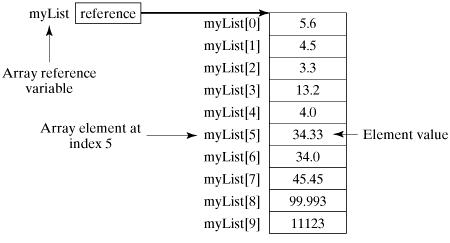 myList reference
myList[0] 5.6
myList[1] 4.5
myList[2] 3.3
Array reference
variable
myList[3] 13.2
myList[4] 4.0
Array element at
index 5
myList[5] 34.33 Element value
myList[6] 34.0
myList[7] 45.45
myList[8] 99.993
myList[9] 11123